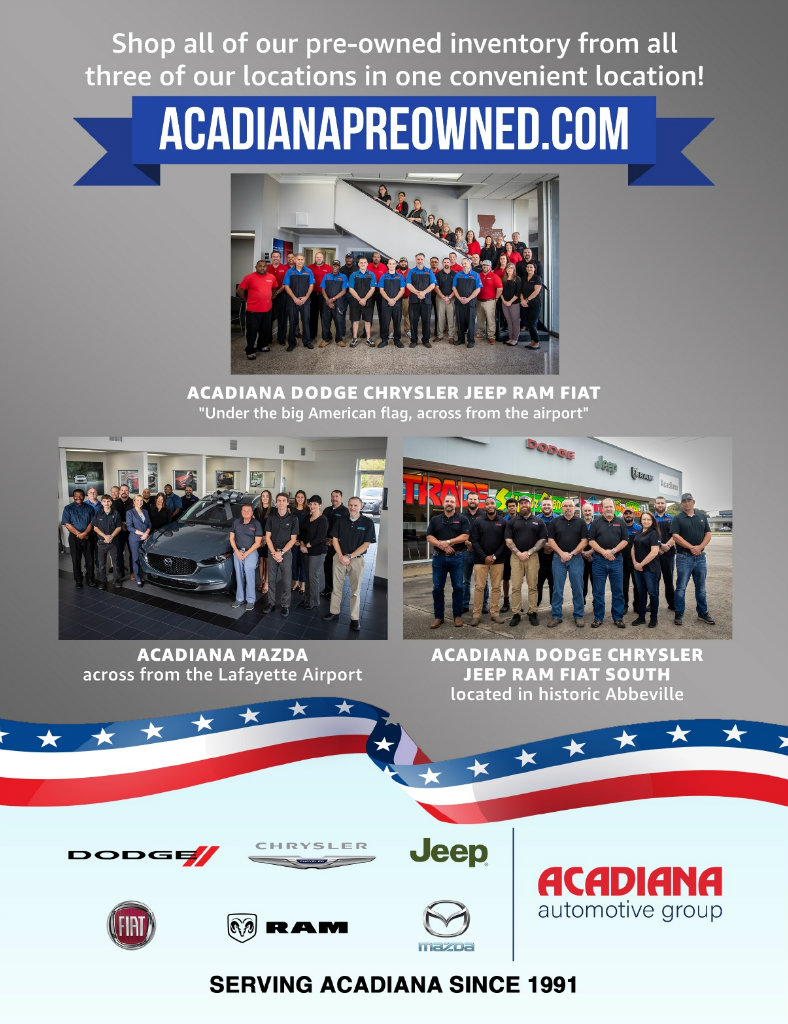 Shop all of our pre-owned inventory from all
three of our locations in one convenient location!
ACADIANAPREOWNED.COM
ACADIANA DODGE CHRYSLER JEEP RAM FIAT
"Under the big American flag, across from the airport"
DODGE
Jeep
RAM
TRADE
ACADIANA MAZDA
across from the Lafayette Airport
ACADIANA DODGE CHRYSLER
JEEP RAM FIAT SOUTH
located in historic Abbeville
DODGE
CHRYSLER
Jeep
FIAT
RAM
mazda
ACADIANA
automotive group
SERVING ACADIANA SINCE 1991